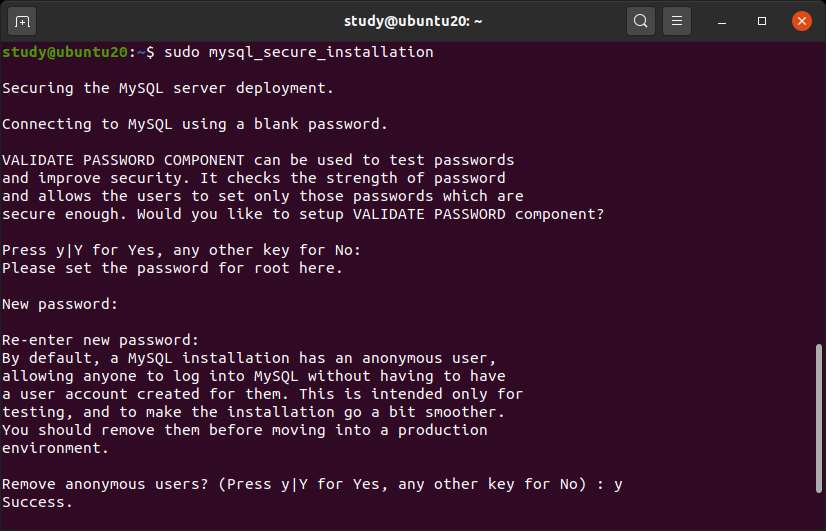 study@ubuntu20: ~
study@ubuntu20:~$ sudo mysql_secure_installation
Securing the MySQL server deployment.
Connecting to MySQL using a blank password.
VALIDATE PASSWORD COMPONENT can be used to test passwords
and improve security. It checks the strength of password
and allows the users to set only those passwords which are
secure enough. Would you like to setup VALIDATE PASSWORD component?
Press y|Y for Yes, any other key for No:
Please set the password for root here.
New password:
Re-enter new password:
By default, a MySQL installation has an anonymous user,
allowing anyone to log into MySQL without having to have
a user account created for them. This is intended only for
testing, and to make the installation go a bit smoother.
You should remove them before moving into a production
environment.
Remove anonymous users? (Press y|Y for Yes, any other key for No) : y
Success.